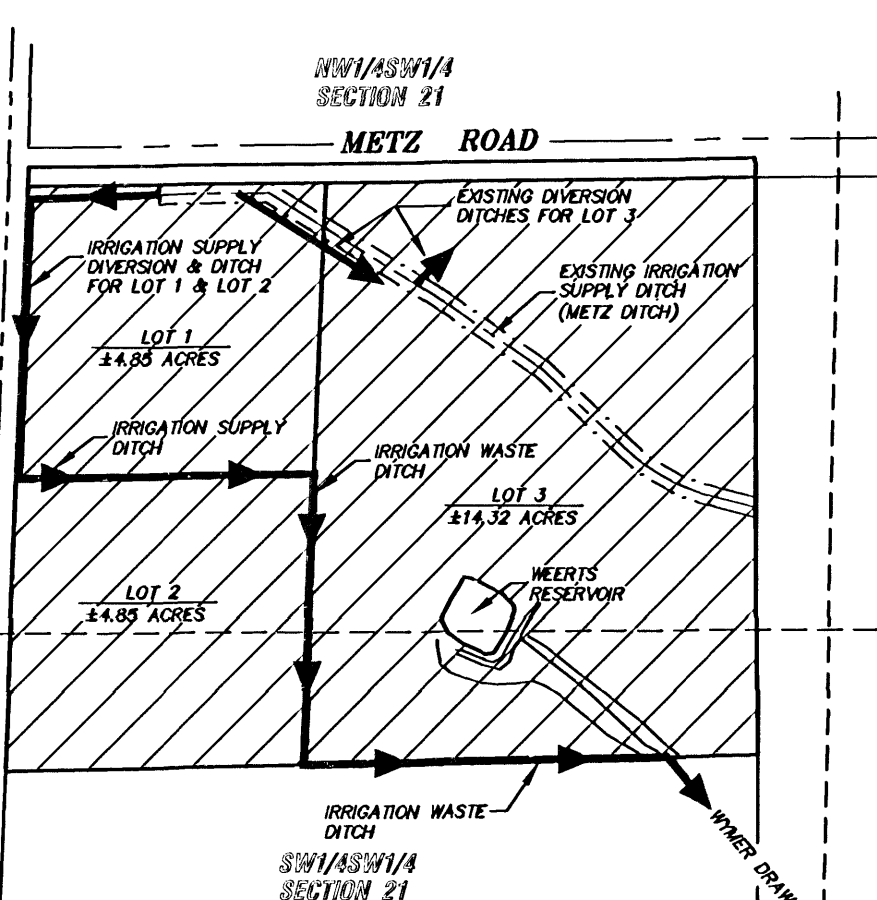 NW1/4SW1/4
SECTION 21
METZ ROAD
EXISTING DIVERSION
DITCHES FOR LOT 3
IRRIGATION SUPPLY
DIVERSION & DITCH
FOR LOT 1 & LOT 2
EXISTING IRRIGATION
SUPPLY DITCH
(METZ DITCH)
LOT 1
±4.85 ACRES
IRRIGATION SUPPLY
DITCH
IRRIGATION WASTE
DITCH
LOT 3
±14.32 ACRES
WEERTS
RESERVOIR
LOT 2
±4.85 ACRES
IRRIGATION WASTE
DITCH
WYMER DRAW
SW1/4SW1/4
SECTION 21